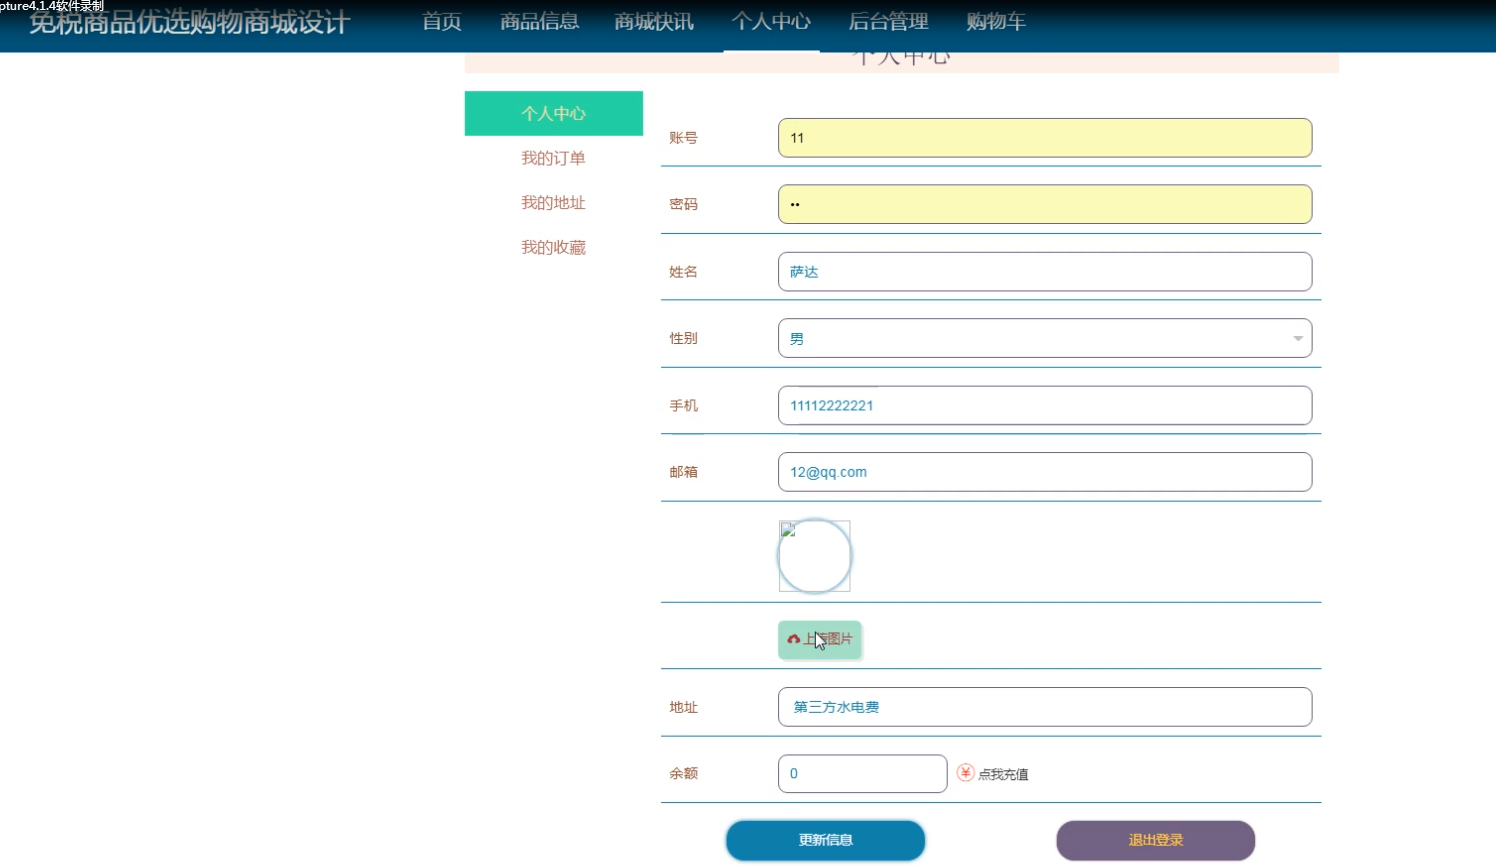 pture4.1.4软件录制
免税商品优选购物商城设计 首页 商品信息 商城快讯 个人中心 后台管理 购物车
个人中心
个人中心
我的订单
我的地址
我的收藏
账号 11
密码 ••
姓名 萨达
性别 男
手机 11112222221
邮箱 12@qq.com
上传图片
地址 第三方水电费
余额 0 点我充值
更新信息 退出登录